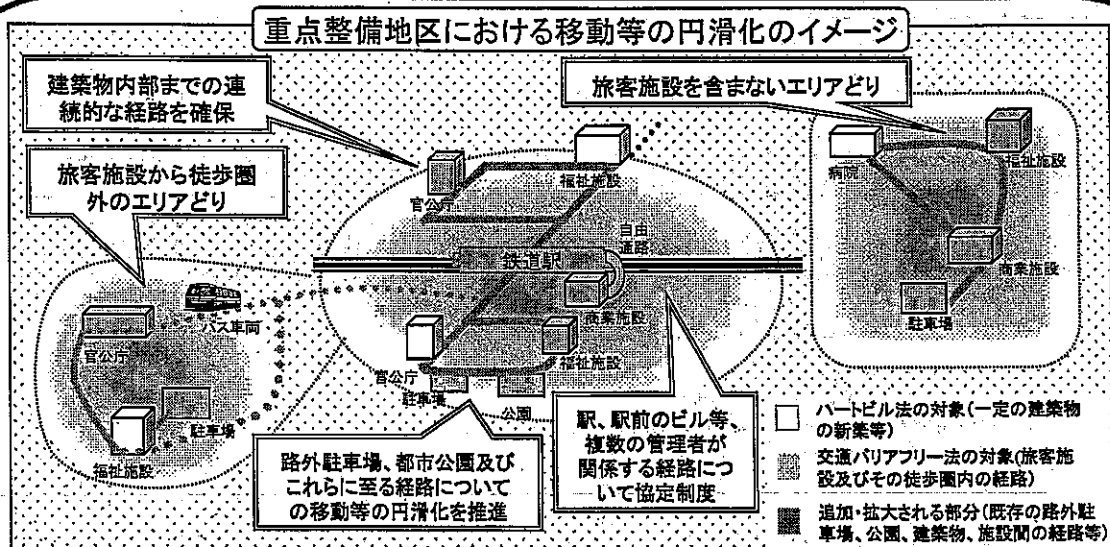 重点整備地区における移動等の円滑化のイメージ
建築物内部までの連
続的な経路を確保
旅客施設を含まないエリアどり
旅客施設から徒歩圏
外のエリアどり
福祉施設
官公庁
病院
福祉施設
自由
通路
鉄道駅
商業施設
商業施設
駐車場
バス車両
官公庁
駐車場
福祉施設
官公庁
駐車場
福祉施設
公園
路外駐車場、都市公園及び
これらに至る経路について
の移動等の円滑化を推進
駅、駅前のビル等、
複数の管理者が
関係する経路につ
いて協定制度
ハートビル法の対象(一定の建築物
の新築等)
交通バリアフリー法の対象(旅客施
設及びその徒歩圏内の経路)
追加・拡大される部分(既存の路外駐
車場、公園、建築物、施設間の経路等)